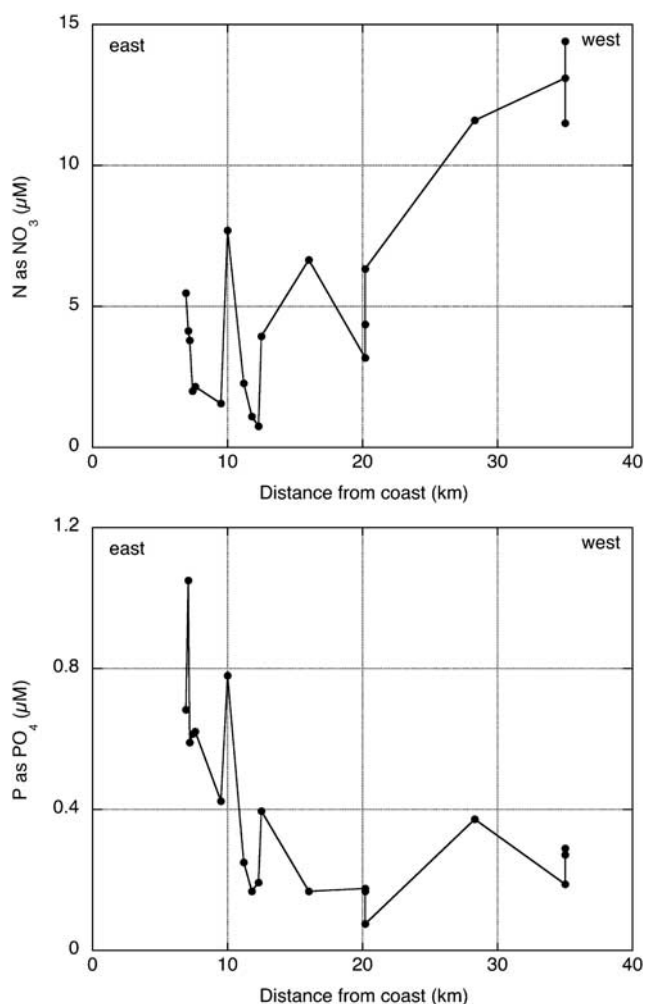 15
east
west
10
N as NO3 (µM)
5
0
0 10 20 30 40
Distance from coast (km)
1.2
east
west
0.8
P as PO4 (µM)
0.4
0
0 10 20 30 40
Distance from coast (km)